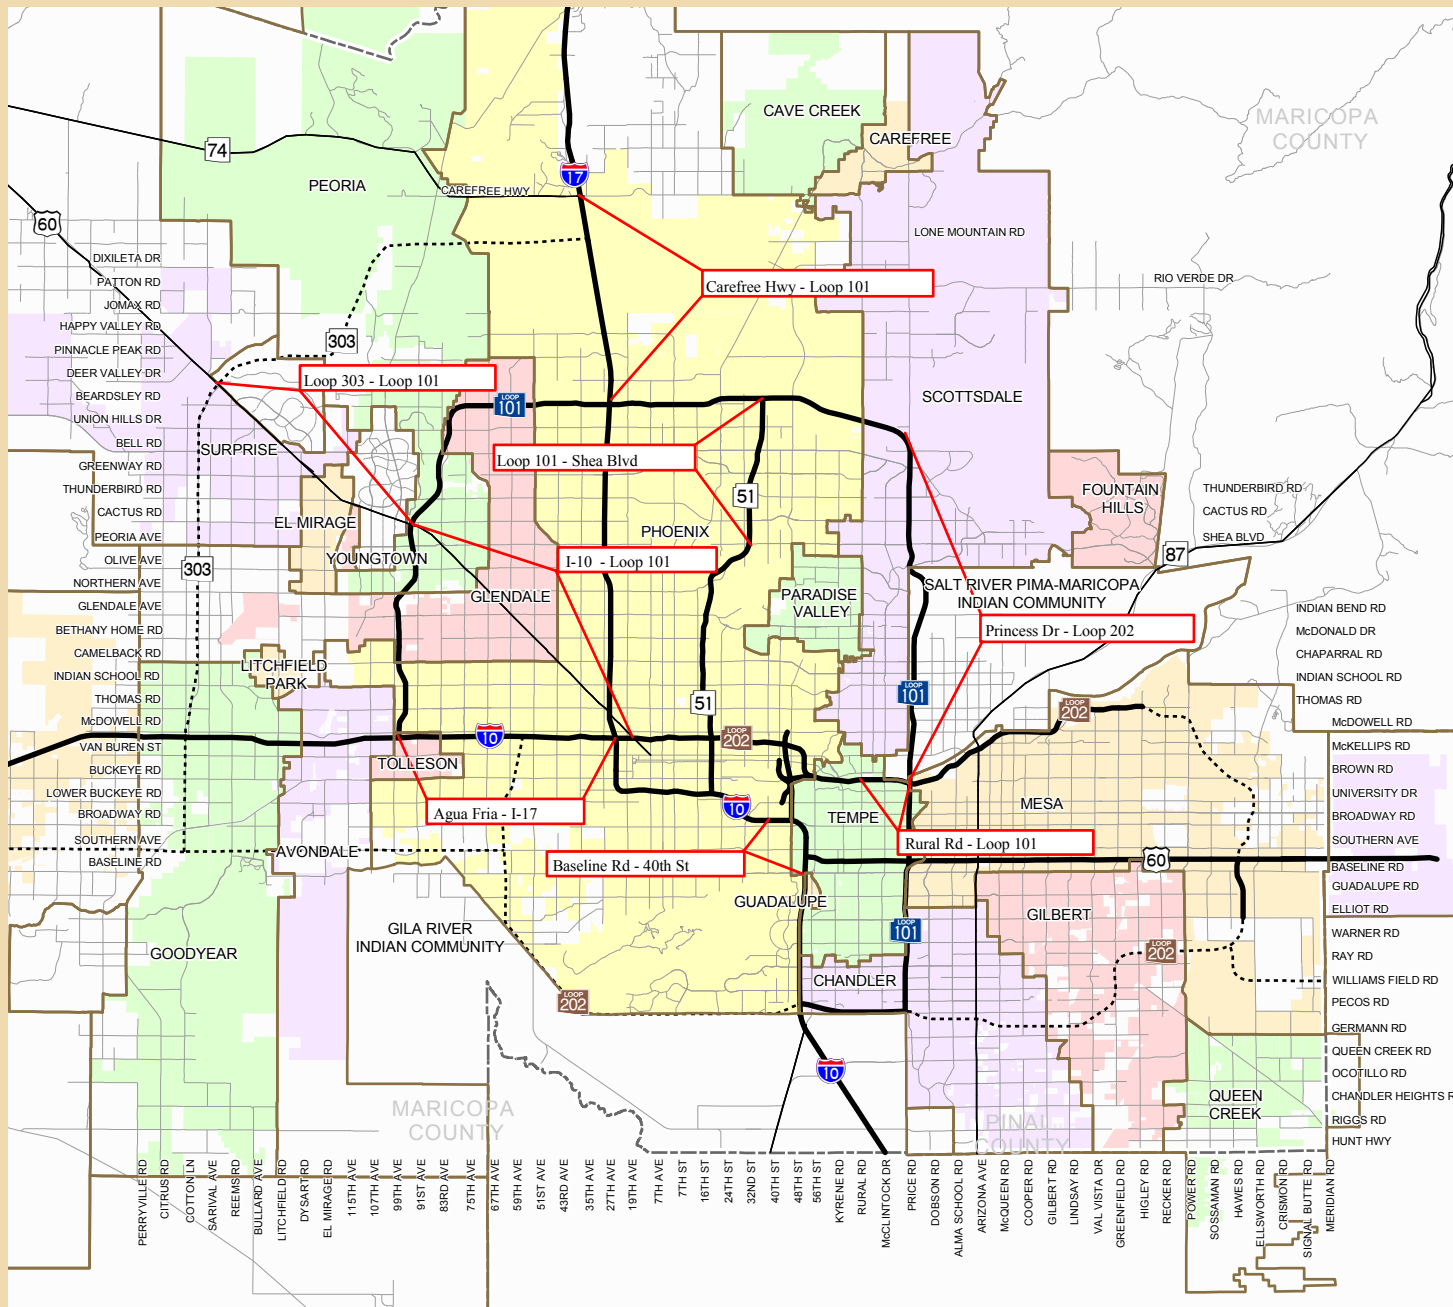 MARICOPA
COUNTY
CAVE CREEK
CAREFREE
74
17
PEORIA
CAREFREE HWY
60
LONE MOUNTAIN RD
DIXILETA DR
PATTON RD
JOMAX RD
HAPPY VALLEY RD
PINNACLE PEAK RD
DEER VALLEY DR
BEARDSLEY RD
UNION HILLS DR
BELL RD
GREENWAY RD
THUNDERBIRD RD
CACTUS RD
PEORIA AVE
OLIVE AVE
NORTHERN AVE
GLENDALE AVE
BETHANY HOME RD
CAMELBACK RD
INDIAN SCHOOL RD
THOMAS RD
McDOWELL RD
VAN BUREN ST
BUCKEYE RD
LOWER BUCKEYE RD
BROADWAY RD
SOUTHERN AVE
BASELINE RD
RIO VERDE DR
Carefree Hwy - Loop 101
303
Loop 303 - Loop 101
LOOP
101
SCOTTSDALE
SURPRISE
Loop 101 - Shea Blvd
51
FOUNTAIN
HILLS
THUNDERBIRD RD
CACTUS RD
SHEA BLVD
EL MIRAGE
PHOENIX
YOUNGTOWN
I-10 - Loop 101
87
303
GLENDALE
PARADISE
VALLEY
SALT RIVER PIMA-MARICOPA
INDIAN COMMUNITY
Princess Dr - Loop 202
INDIAN BEND RD
McDONALD DR
CHAPARRAL RD
INDIAN SCHOOL RD
THOMAS RD
McDOWELL RD
McKELLIPS RD
BROWN RD
UNIVERSITY DR
BROADWAY RD
SOUTHERN AVE
BASELINE RD
GUADALUPE RD
ELLIOT RD
WARNER RD
RAY RD
WILLIAMS FIELD RD
PECOS RD
GERMANN RD
QUEEN CREEK RD
OCOTILLO RD
CHANDLER HEIGHTS R
RIGGS RD
HUNT HWY
LITCHFIELD
PARK
51
LOOP
101
LOOP
202
10
LOOP
202
TOLLESON
10
MESA
TEMPE
Agua Fria - I-17
Rural Rd - Loop 101
AVONDALE
Baseline Rd - 40th St
60
GUADALUPE
GILBERT
GILA RIVER
INDIAN COMMUNITY
LOOP
101
GOODYEAR
LOOP
202
CHANDLER
LOOP
202
10
MARICOPA
COUNTY
PINAL
COUNTY
QUEEN
CREEK
PERRYVILLE RD
CITRUS RD
COTTON LN
SARIVAL AVE
REEMS RD
BULLARD AVE
LITCHFIELD RD
DYSART RD
EL MIRAGE RD
115TH AVE
107TH AVE
99TH AVE
91ST AVE
83RD AVE
75TH AVE
67TH AVE
59TH AVE
51ST AVE
43RD AVE
35TH AVE
27TH AVE
19TH AVE
7TH AVE
7TH ST
16TH ST
24TH ST
32ND ST
40TH ST
48TH ST
56TH ST
KYRENE RD
RURAL RD
McCLINTOCK DR
PRICE RD
DOBSON RD
ALMA SCHOOL RD
ARIZONA AVE
McQUEEN RD
COOPER RD
GILBERT RD
LINDSAY RD
VAL VISTA DR
GREENFIELD RD
HIGLEY RD
RECKER RD
POWER RD
SOSSAMAN RD
HAWES RD
ELLSWORTH RD
CRISMON RD
SIGNAL BUTTE RD
MERIDIAN RD